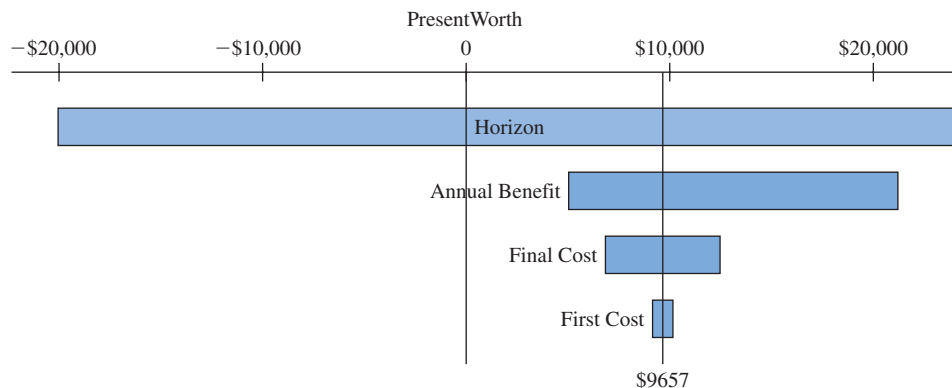 PresentWorth
−$20,000 −$10,000 0 $10,000 $20,000
Horizon
Annual Benefit
Final Cost
First Cost
$9657